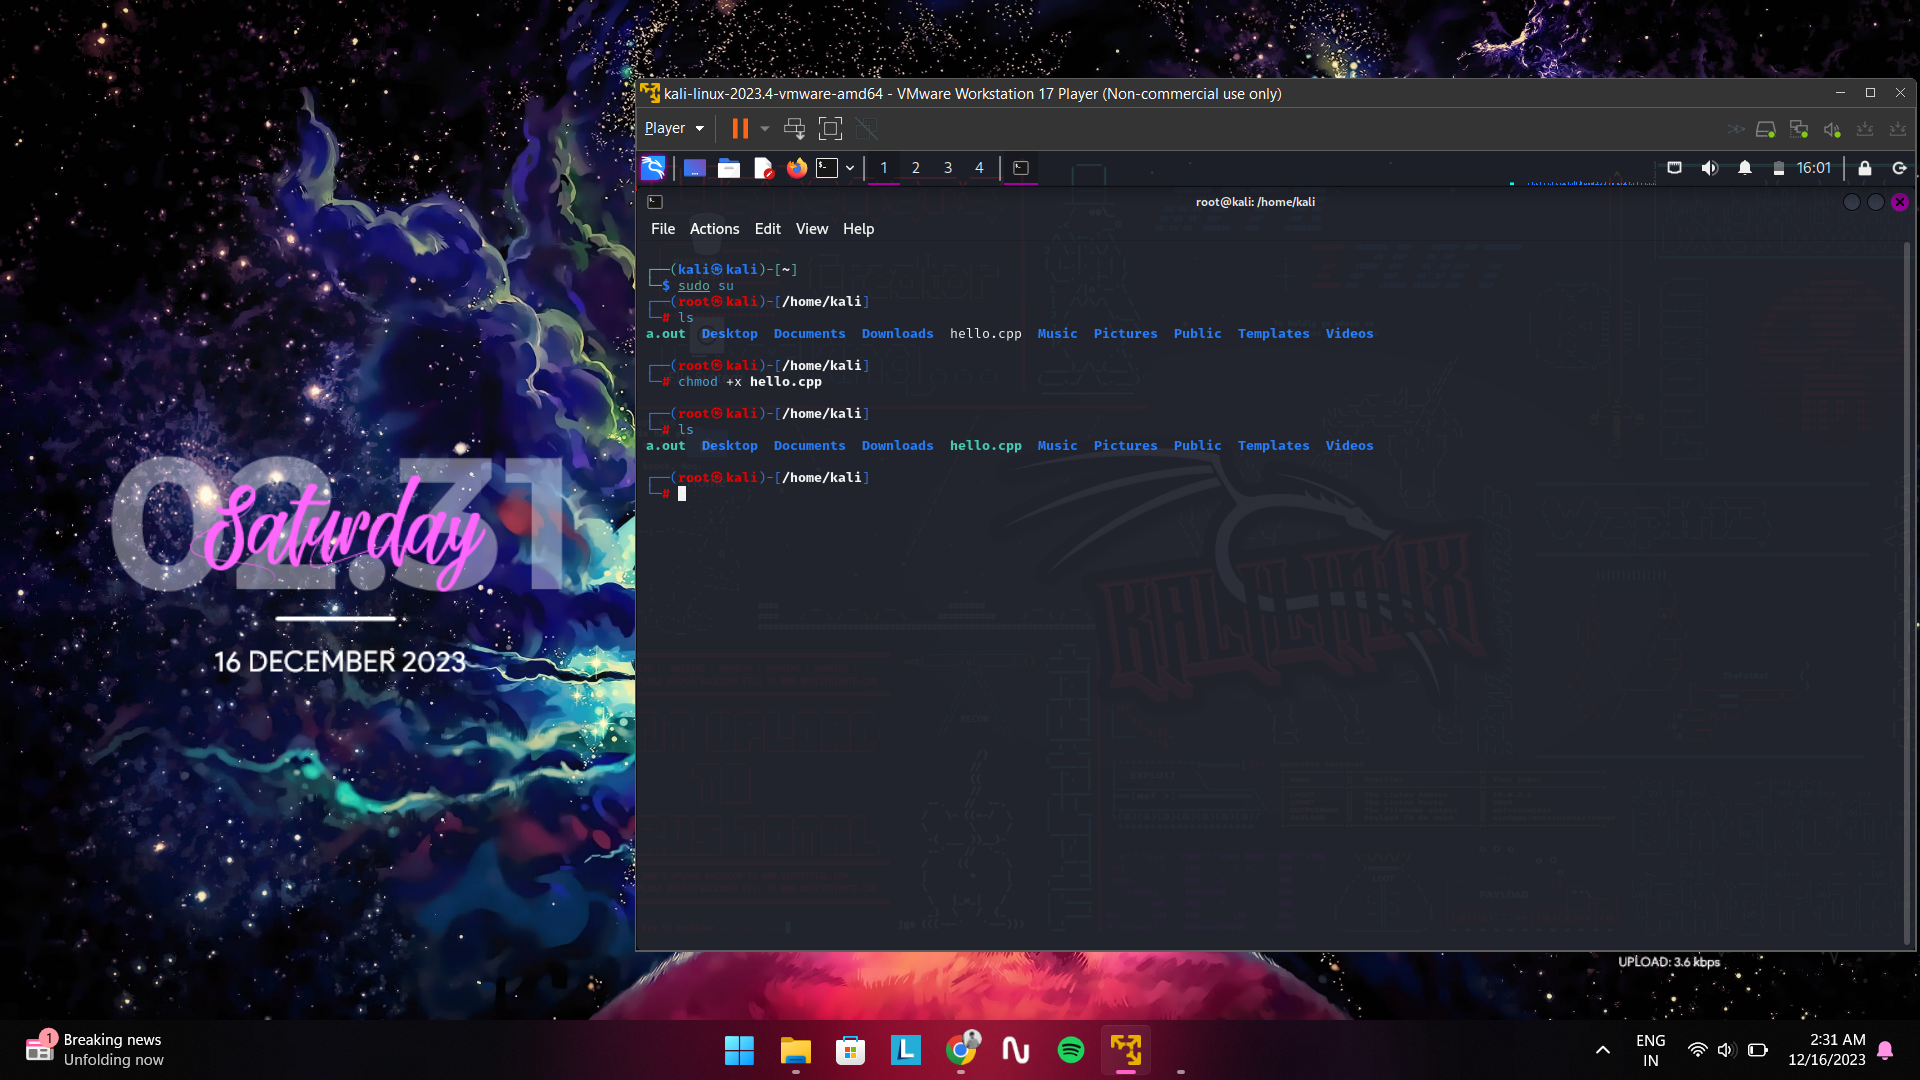 kali-linux-2023.4-vmware-amd64 - VMware Workstation 17 Player (Non-commercial use only)
Player
1 2 3 4
16:01
root@kali: /home/kali
File Actions Edit View Help
┌──(kali㉿kali)-[~]
└─$ sudo su
┌──(root㉿kali)-[/home/kali]
└─# ls
a.out Desktop Documents Downloads hello.cpp Music Pictures Public Templates Videos
┌──(root㉿kali)-[/home/kali]
└─# chmod +x hello.cpp
┌──(root㉿kali)-[/home/kali]
└─# ls
a.out Desktop Documents Downloads hello.cpp Music Pictures Public Templates Videos
┌──(root㉿kali)-[/home/kali]
└─#
KALI LINUX
02.31
Saturday
16 DECEMBER 2023
UPLOAD: 3.6 kbps
1
Breaking news
Unfolding now
L
ENG
IN
2:31 AM
12/16/2023